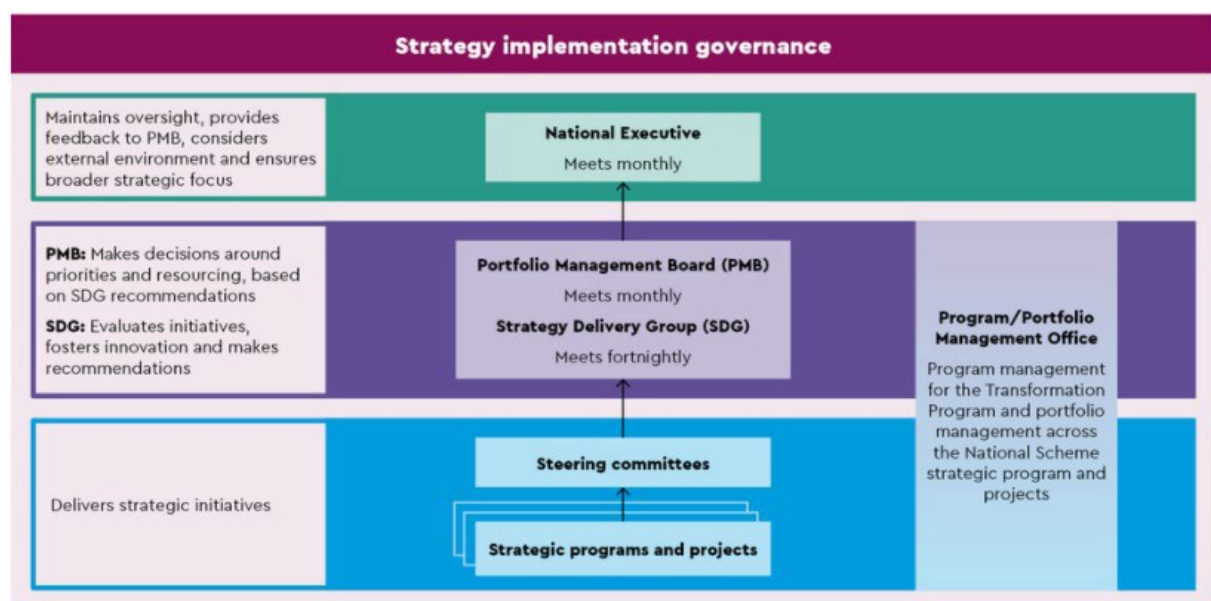 Strategy implementation governance
Maintains oversight, provides
feedback to PMB, considers
external environment and ensures
broader strategic focus
National Executive
Meets monthly
PMB: Makes decisions around
priorities and resourcing, based
on SDG recommendations
SDG: Evaluates initiatives,
fosters innovation and makes
recommendations
Portfolio Management Board (PMB)
Meets monthly
Strategy Delivery Group (SDG)
Meets fortnightly
Program/Portfolio
Management Office
Program management
for the Transformation
Program and portfolio
management across
the National Scheme
strategic program and
projects
Delivers strategic initiatives
Steering committees
Strategic programs and projects